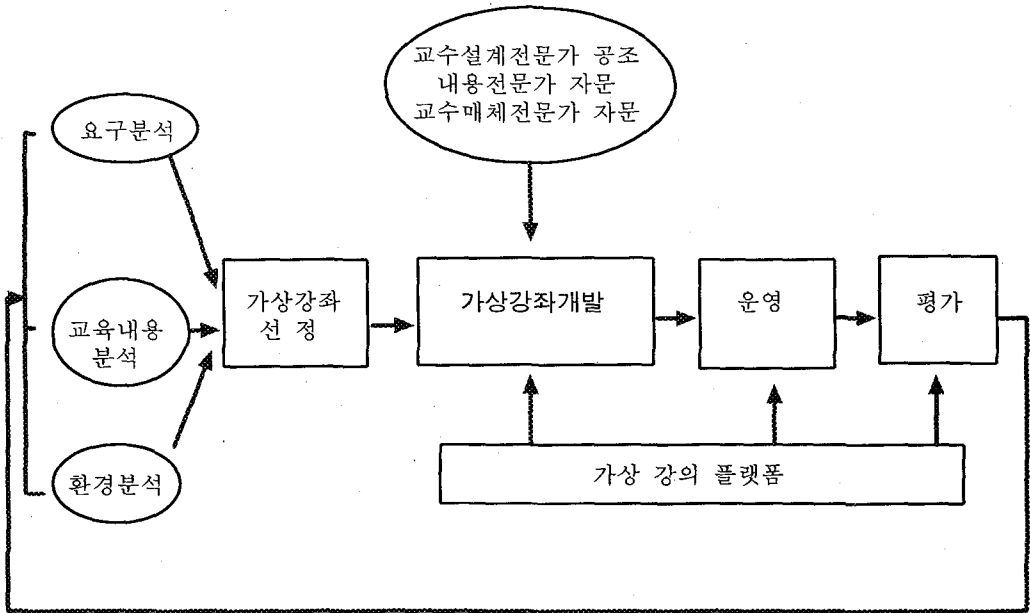 교수설계전문가 공조
내용전문가 자문
교수매체전문가 자문
요구분석
가상강좌
선 정
가상강좌개발
운영
평가
교육내용
분석
환경분석
가상 강의 플랫폼